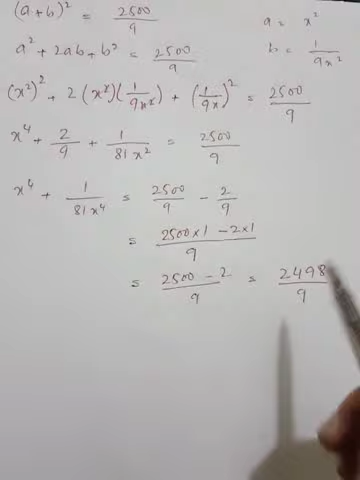 (a+b)² = 2500/9
a = x²
a² + 2ab + b² = 2500/9
b = 1/9x²
(x²)² + 2(x²)(1/9x²) + (1/9x)² = 2500/9
x⁴ + 2/9 + 1/81x² = 2500/9
x⁴ + 1/81x⁴ = 2500/9 - 2/9
= 2500×1 - 2×1/9
= 2500 - 2/9 = 2498/9